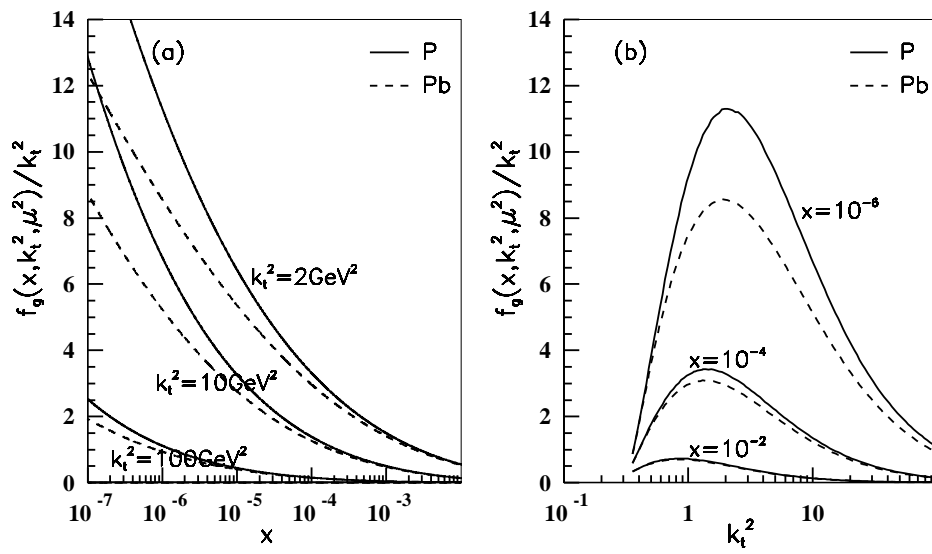 f_g(x,k_t^2,μ^2)/k_t^2
14
12
10
8
6
4
2
0
(a)
P
Pb
k_t^2=2GeV^2
k_t^2=10GeV^2
k_t^2=100GeV^2
10^-7
10^-6
10^-5
10^-4
10^-3
x
f_g(x,k_t^2,μ^2)/k_t^2
14
12
10
8
6
4
2
0
(b)
P
Pb
x=10^-6
x=10^-4
x=10^-2
10^-1
1
10
k_t^2